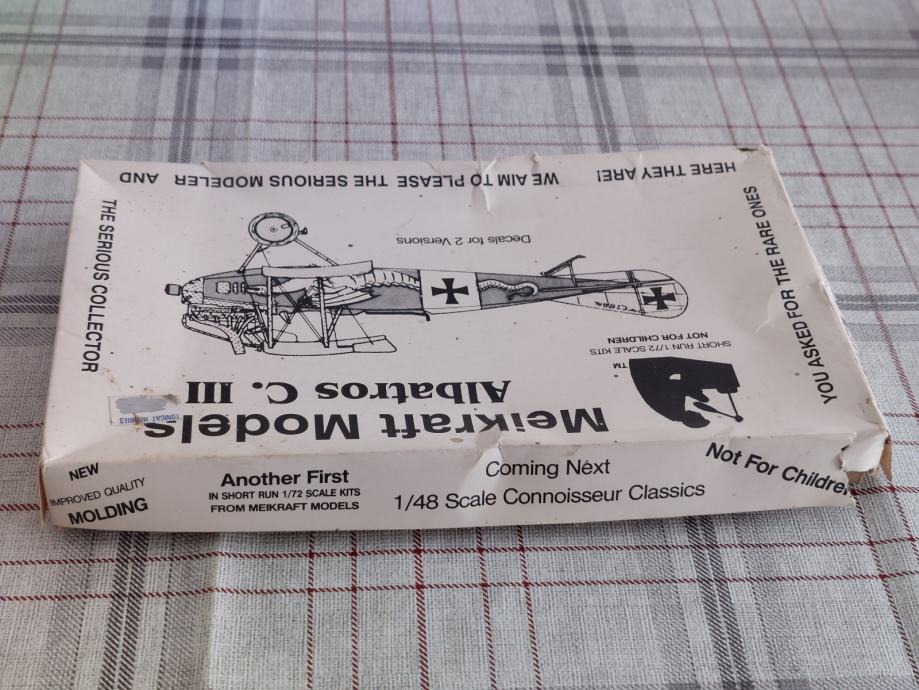 HERE THEY ARE!
WE AIM TO PLEASE THE SERIOUS MODELER AND
THE SERIOUS COLLECTOR
YOU ASKED FOR THE RARE ONES
Decals for 2 Versions
SHORT RUN 1/72 SCALE KITS
NOT FOR CHILDREN
TM
Albatros C. III
Meikraft Models
TOMCAT HOBBIES
NEW
IMPROVED QUALITY
MOLDING
Another First
IN SHORT RUN 1/72 SCALE KITS
FROM MEIKRAFT MODELS
Coming Next
1/48 Scale Connoisseur Classics
Not For Children